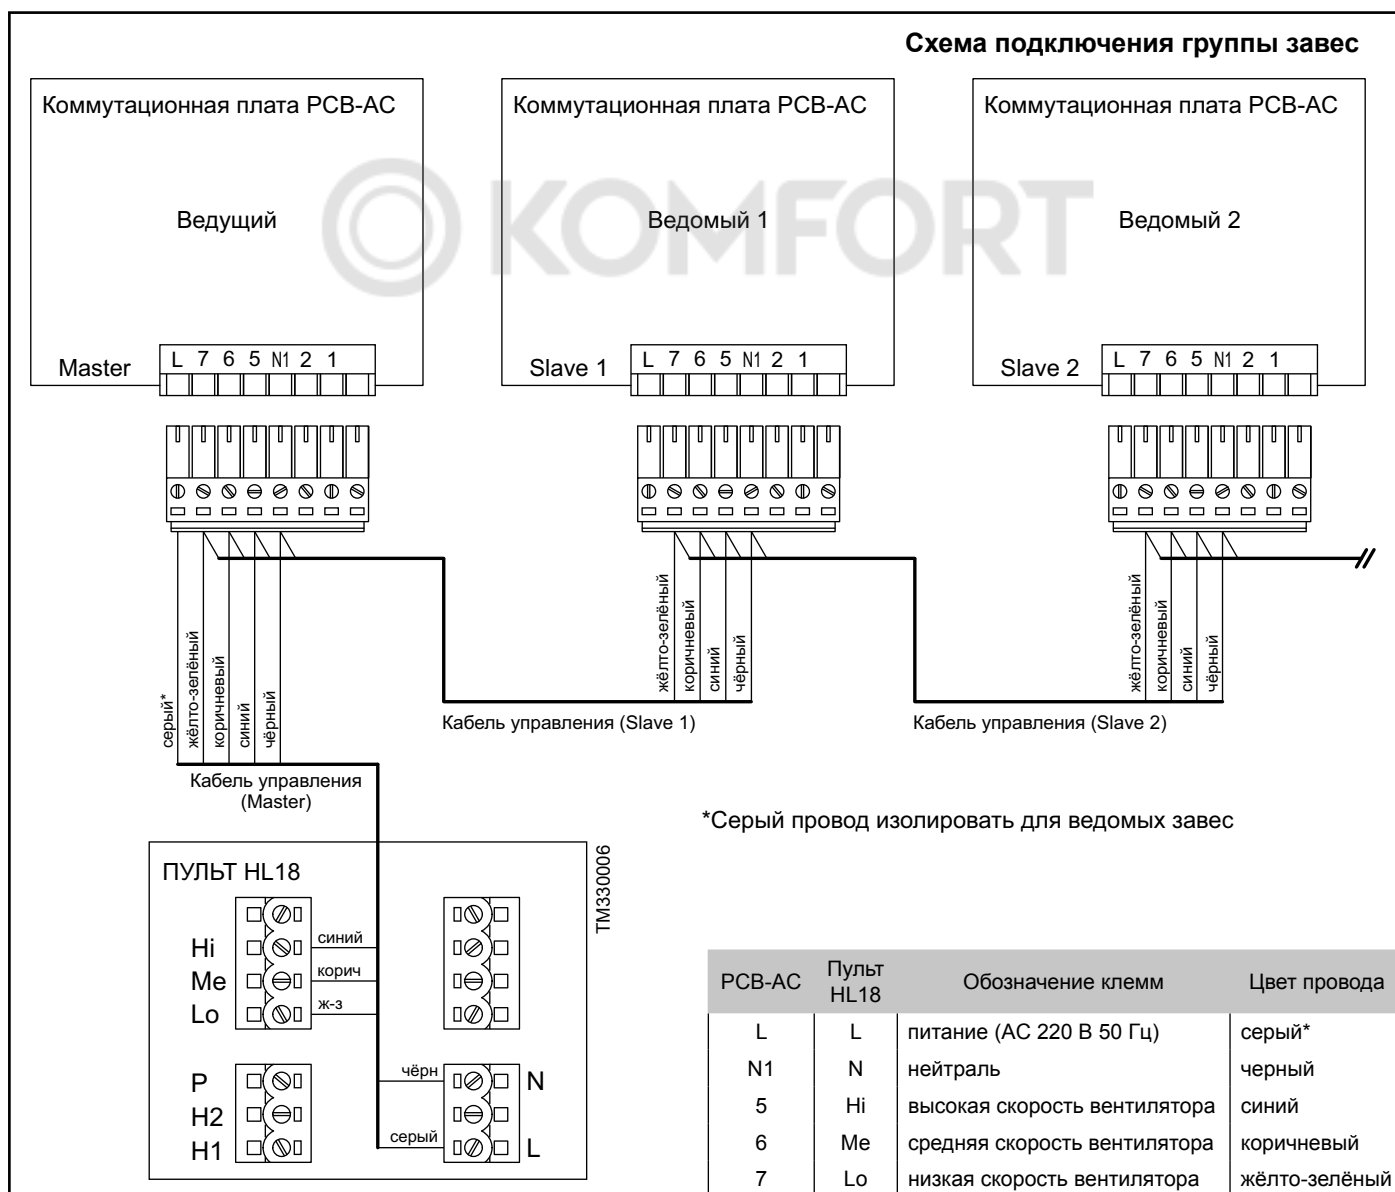 Схема подключения группы завес
Коммутационная плата PCB-AC
Коммутационная плата PCB-AC
Коммутационная плата PCB-AC
KOMFORT
Ведущий
Ведомый 1
Ведомый 2
Master
L 7 6 5 N1 2 1
Slave 1
L 7 6 5 N1 2 1
Slave 2
L 7 6 5 N1 2 1
серый*
жёлто-зелёный
коричневый
синий
чёрный
жёлто-зелёный
коричневый
синий
чёрный
жёлто-зелёный
коричневый
синий
чёрный
Кабель управления (Slave 1)
Кабель управления (Slave 2)
Кабель управления
(Master)
*Серый провод изолировать для ведомых завес
ПУЛЬТ HL18
TM330006
Hi
синий
Me
корич
Lo
ж-з
P
чёрн
N
H2
H1
серый
L
PCB-AC Пульт HL18 Обозначение клемм Цвет провода
L L питание (AC 220 В 50 Гц) серый*
N1 N нейтраль черный
5 Hi высокая скорость вентилятора синий
6 Me средняя скорость вентилятора коричневый
7 Lo низкая скорость вентилятора жёлто-зелёный